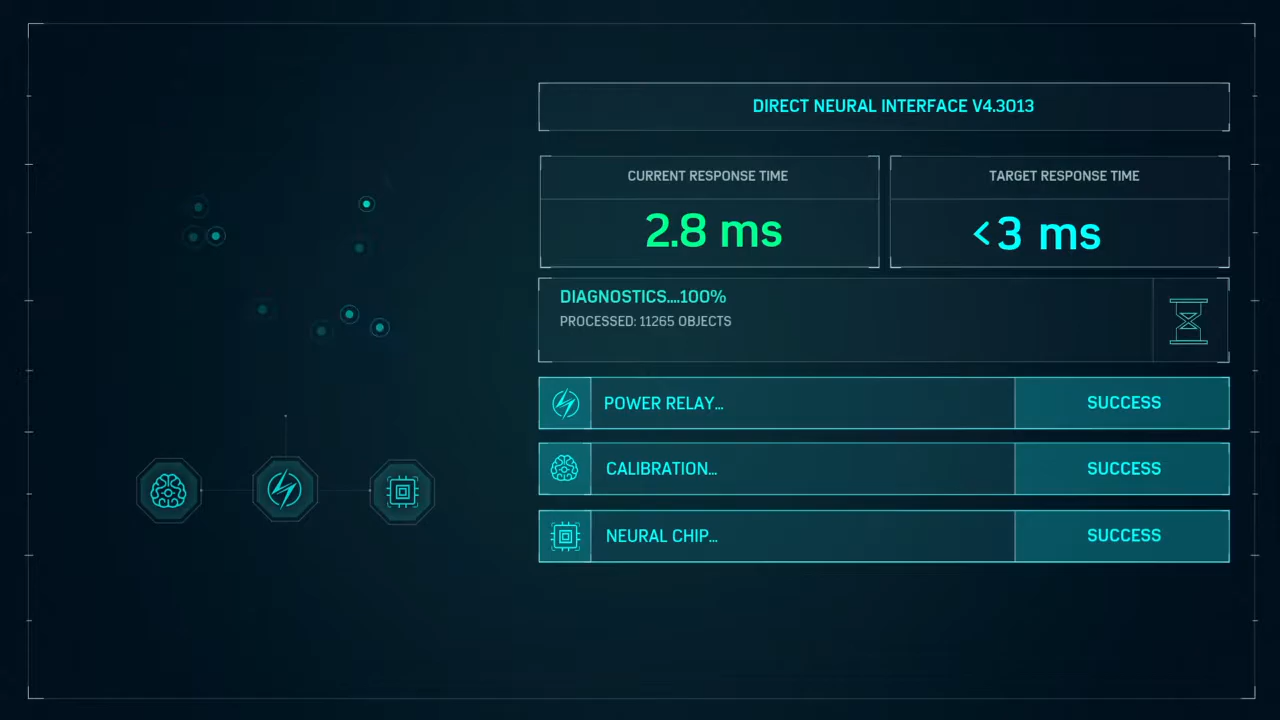 DIRECT NEURAL INTERFACE V4.3013
CURRENT RESPONSE TIME
2.8 ms
TARGET RESPONSE TIME
<3 ms
DIAGNOSTICS....100%
PROCESSED: 11265 OBJECTS
POWER RELAY...
SUCCESS
CALIBRATION...
SUCCESS
NEURAL CHIP...
SUCCESS